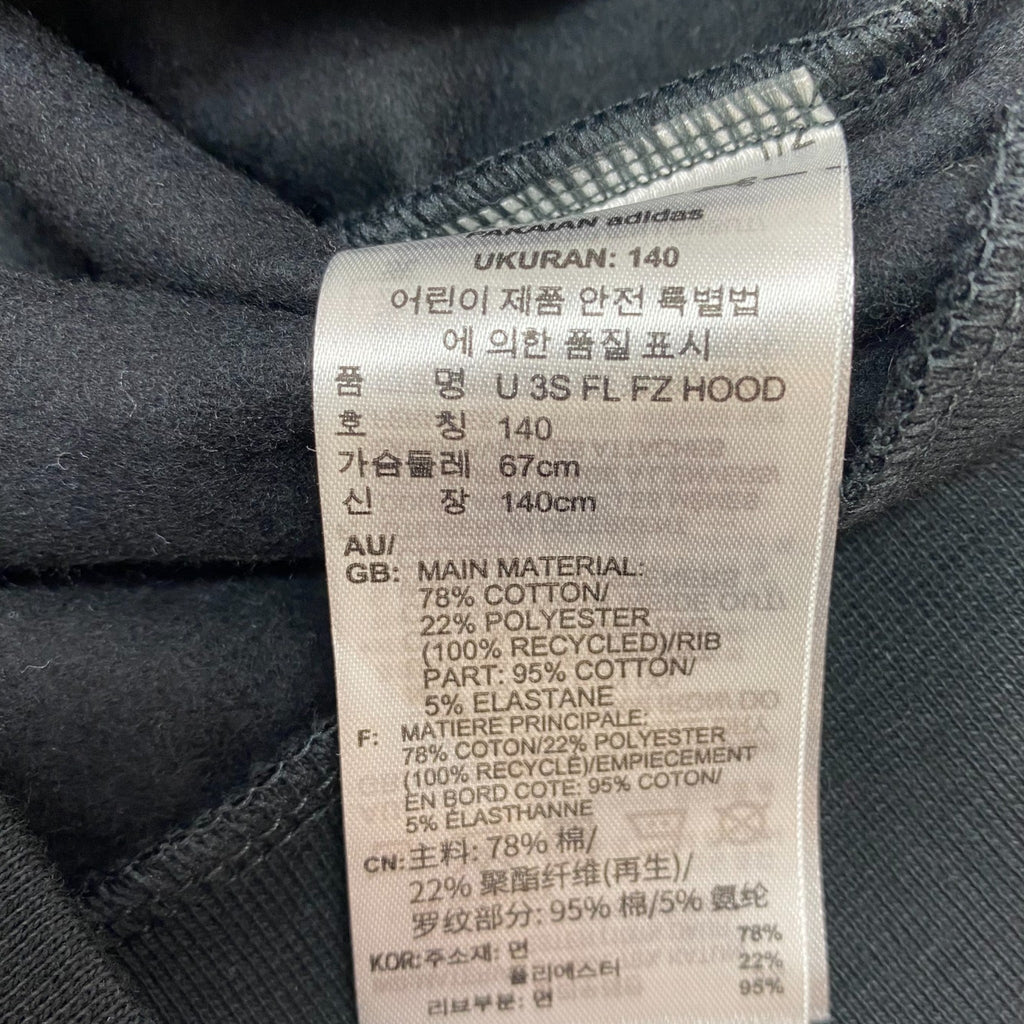 PAKAIAN adidas
UKURAN: 140
어린이 제품 안전 특별법
에 의한 품질 표시
품 명 U 3S FL FZ HOOD
호 칭 140
가슴둘레 67cm
신 장 140cm
AU/
GB: MAIN MATERIAL:
78% COTTON/
22% POLYESTER
(100% RECYCLED)/RIB
PART: 95% COTTON/
5% ELASTANE
F: MATIERE PRINCIPALE:
78% COTON/22% POLYESTER
(100% RECYCLÉ)/EMPIECEMENT
EN BORD COTE: 95% COTON/
5% ÉLASTHANNE
CN: 主料: 78% 棉/
22% 聚酯纤维(再生)/
罗纹部分: 95% 棉/5% 氨纶
KOR: 주소재: 면 78%
폴리에스터 22%
리브부분: 면 95%